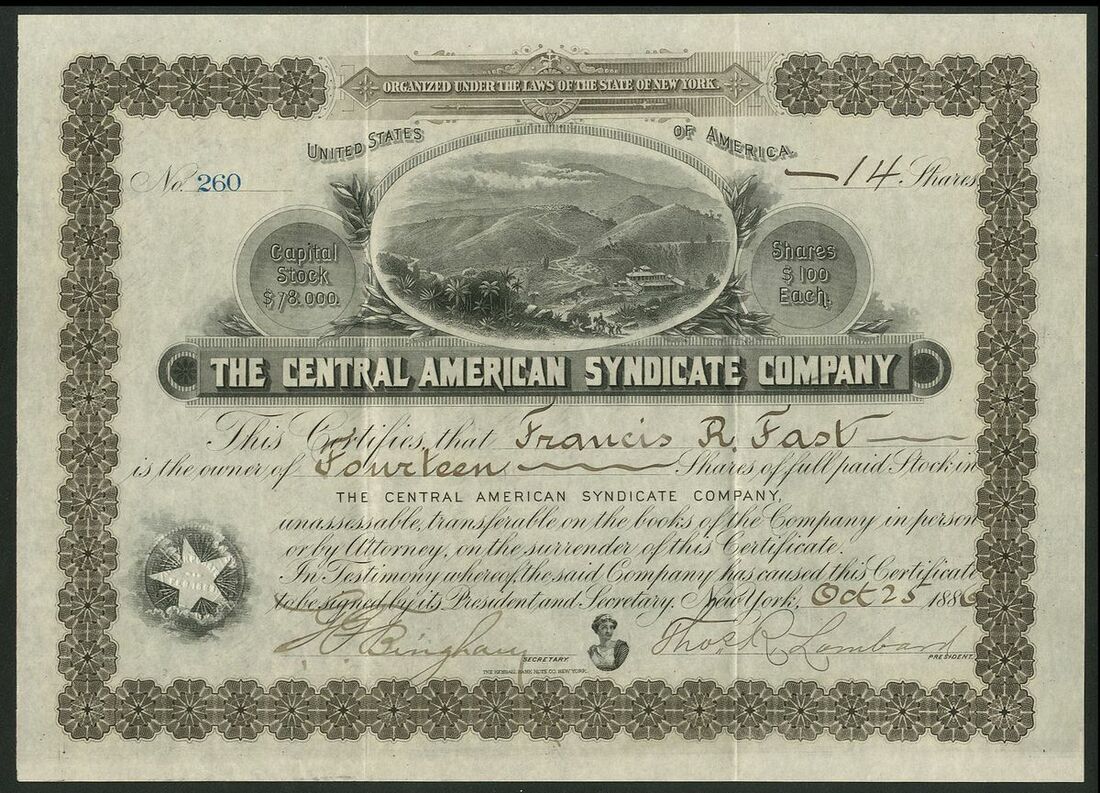 ORGANIZED UNDER THE LAWS OF THE STATE OF NEW YORK.
UNITED STATES OF AMERICA.
No. 260
14 Shares
Capital
Stock
$78.000.
Shares
$100
Each.
THE CENTRAL AMERICAN SYNDICATE COMPANY
This Certifies, that Francis R. Fast
is the owner of Fourteen Shares of full paid Stock in
THE CENTRAL AMERICAN SYNDICATE COMPANY,
unassessable, transferable on the books of the Company in person
or by Attorney, on the surrender of this Certificate.
In Testimony whereof, the said Company has caused this Certificate
to be signed by its President and Secretary. New York, Oct 25 1886
Bingham
SECRETARY.
Thos R. Lombard
PRESIDENT.
THE KENDALL BANK NOTE CO. NEW YORK.